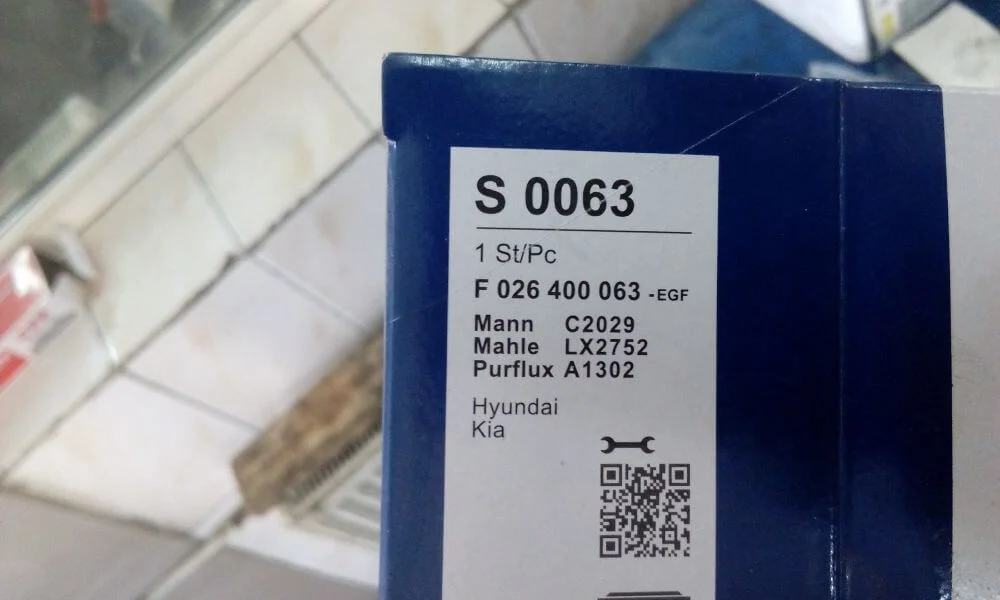 S 0063
1 St/Pc
F 026 400 063 -EGF
Mann C2029
Mahle LX2752
Purflux A1302
Hyundai
Kia